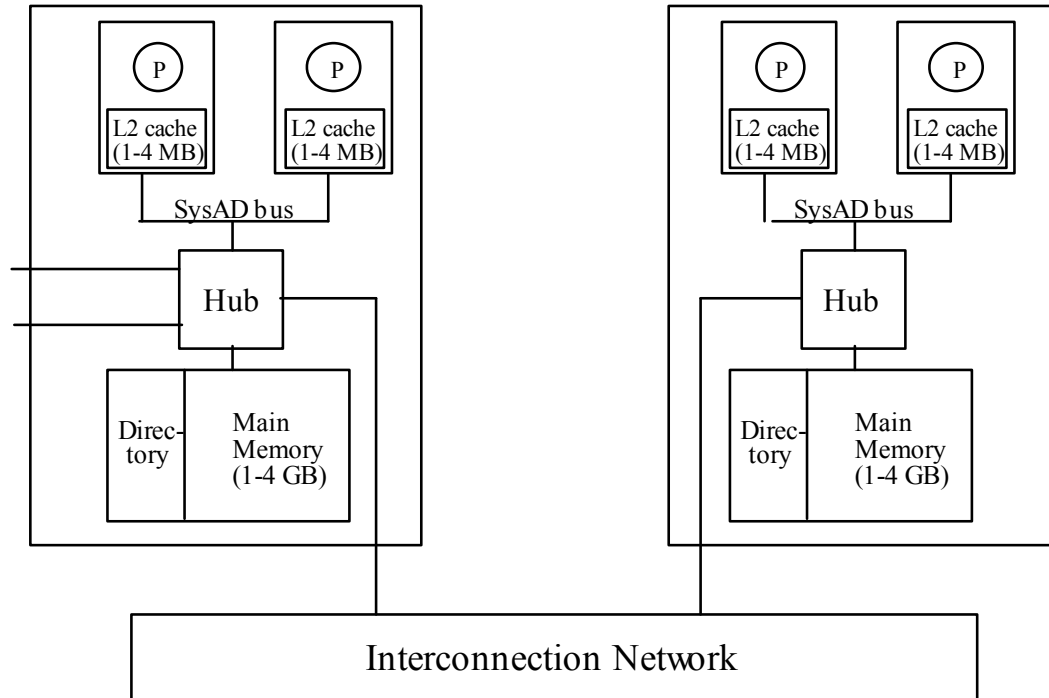 P
P
L2 cache
(1-4 MB)
L2 cache
(1-4 MB)
SysAD bus
Hub
Direc-
tory
Main
Memory
(1-4 GB)
P
P
L2 cache
(1-4 MB)
L2 cache
(1-4 MB)
SysAD bus
Hub
Direc-
tory
Main
Memory
(1-4 GB)
Interconnection Network